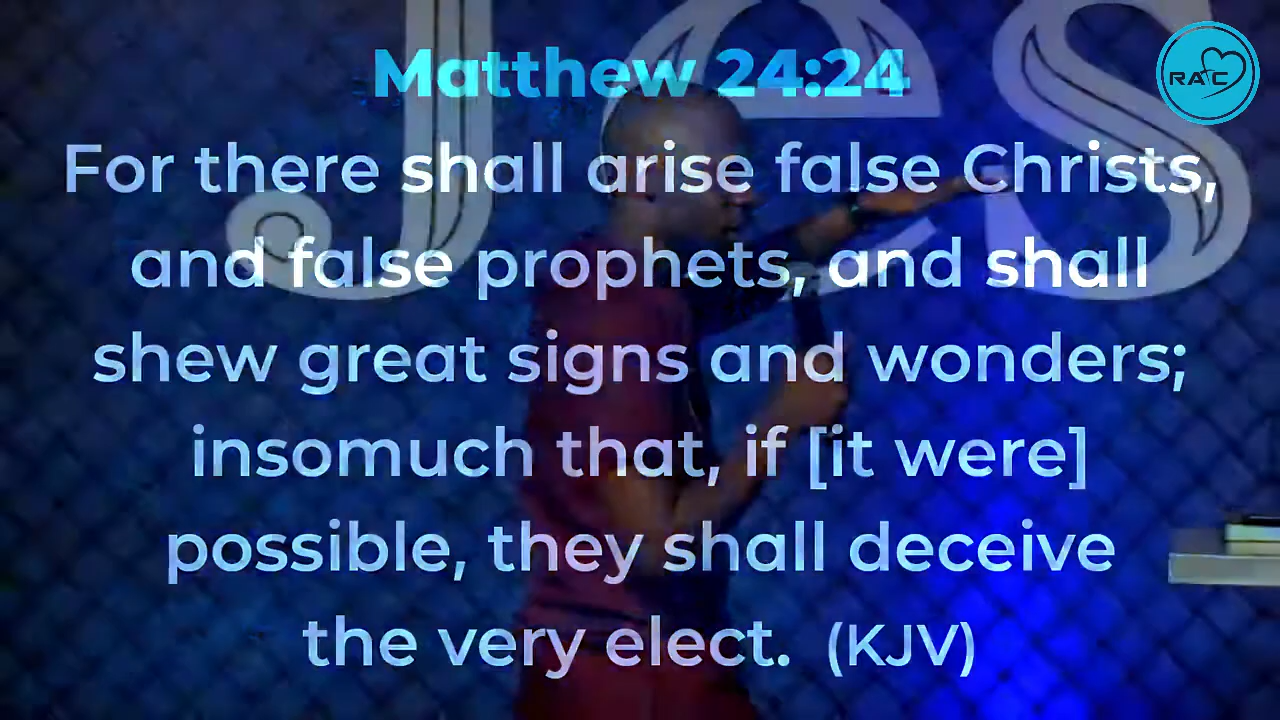 Jes
Matthew 24:24
RAC
For there shall arise false Christs,
and false prophets, and shall
shew great signs and wonders;
insomuch that, if [it were]
possible, they shall deceive
the very elect. (KJV)